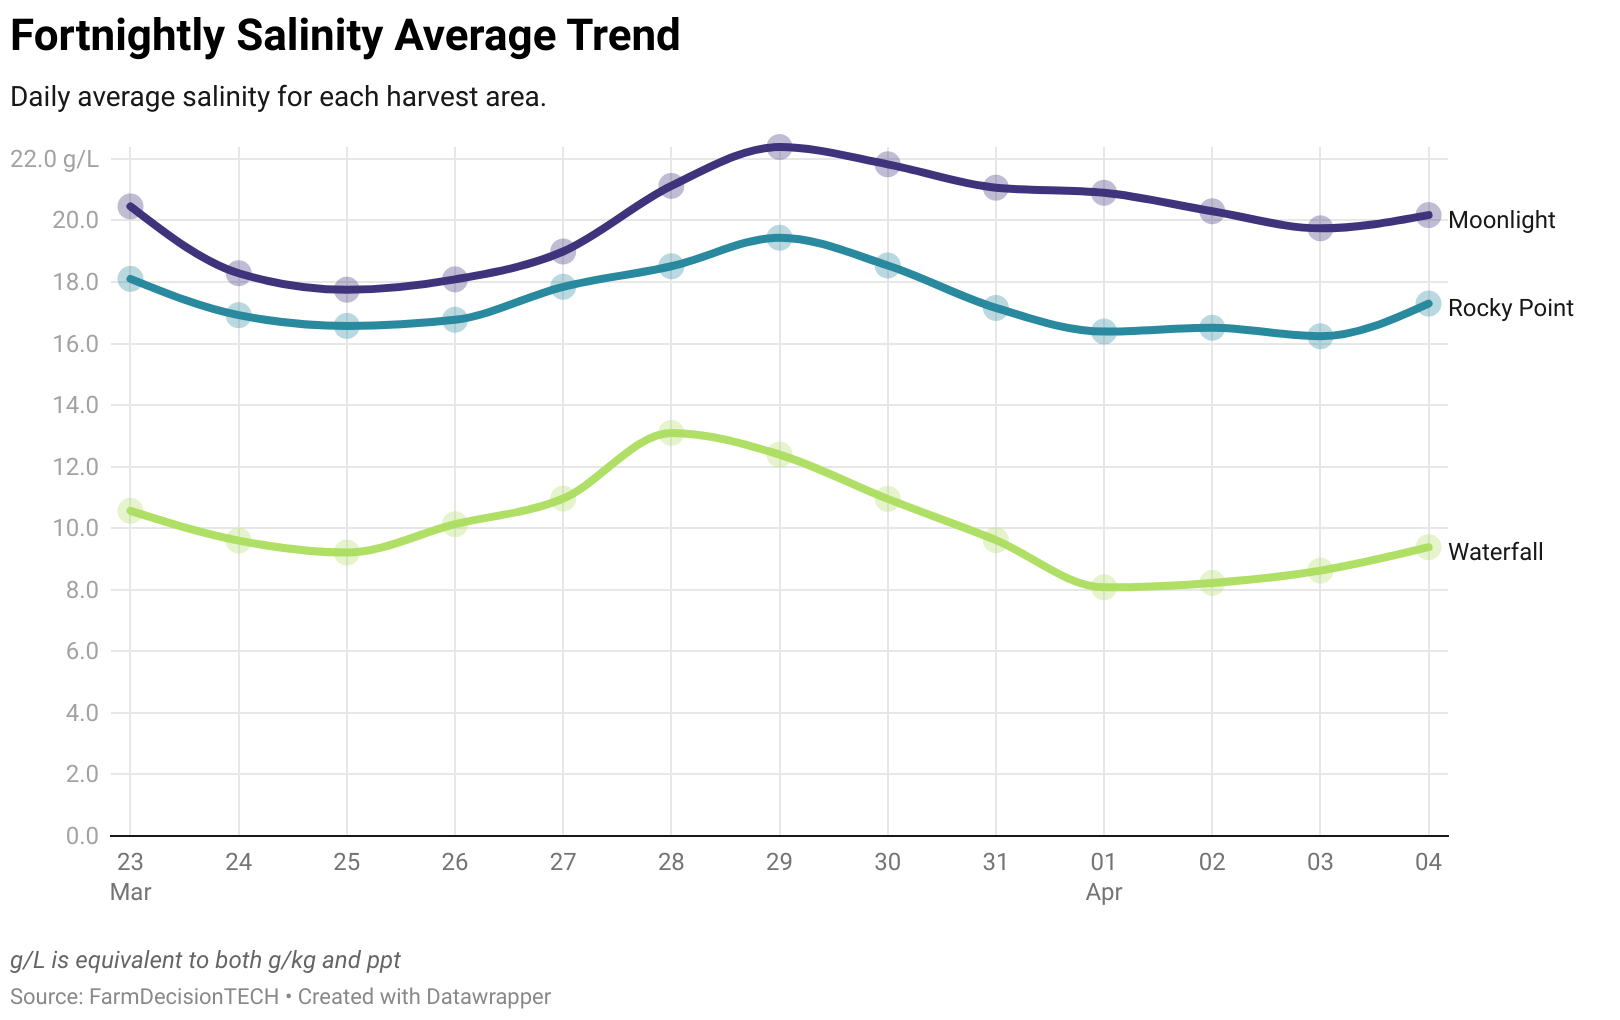 Fortnightly Salinity Average Trend
Daily average salinity for each harvest area.
22.0 g/L
20.0
18.0
16.0
14.0
12.0
10.0
8.0
6.0
4.0
2.0
0.0
Moonlight
Rocky Point
Waterfall
23 24 25 26 27 28 29 30 31 01 02 03 04
Mar Apr
g/L is equivalent to both g/kg and ppt
Source: FarmDecisionTECH • Created with Datawrapper